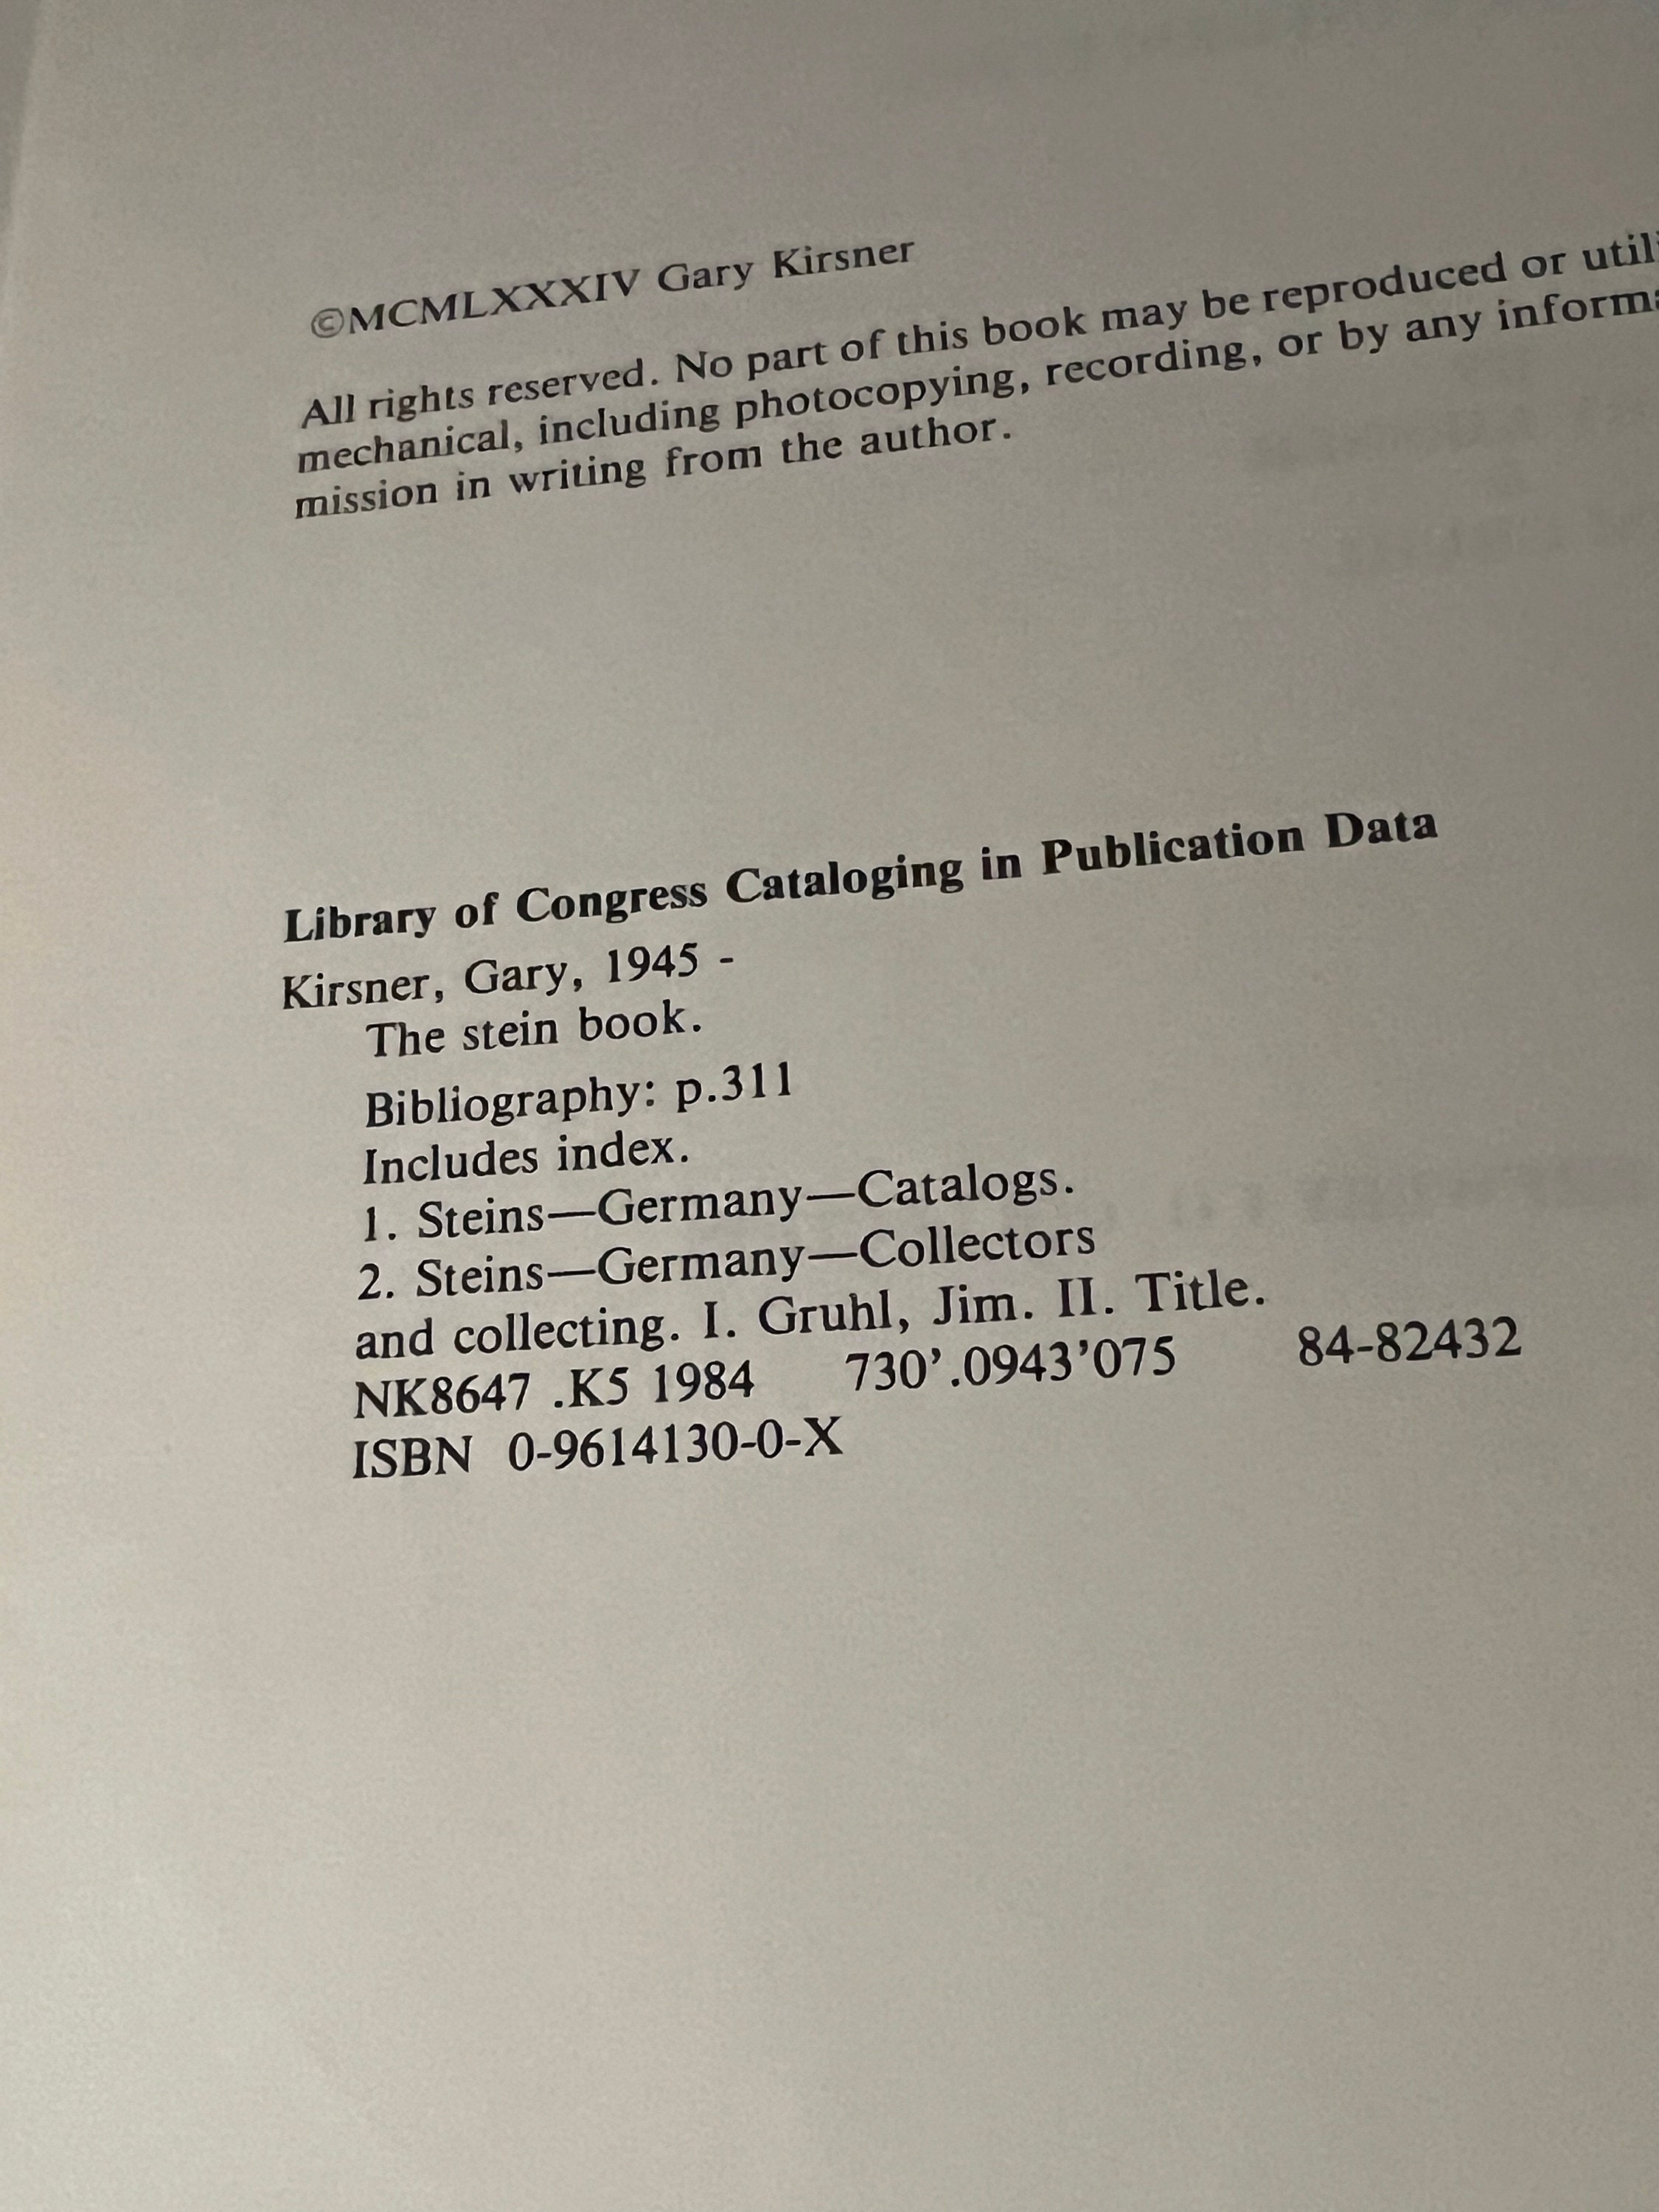 ©MCMLXXXIV Gary Kirsner
All rights reserved. No part of this book may be reproduced or
mechanical, including photocopying, recording, or by any
mission in writing from the author.
Library of Congress Cataloging in Publication Data
Kirsner, Gary, 1945 -
The stein book.
Bibliography: p.311
Includes index.
1. Steins—Germany—Catalogs.
2. Steins—Germany—Collectors
and collecting. I. Gruhl, Jim. II. Title.
NK8647 .K5 1984 730’.0943’075 84-82432
ISBN 0-9614130-0-X